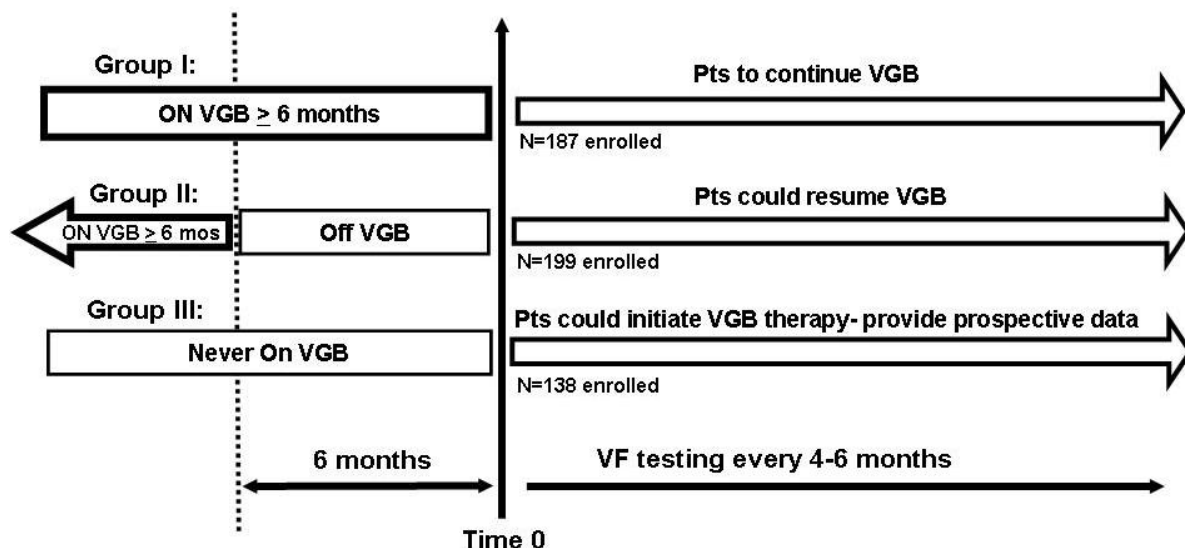 Group I:
ON VGB ≥ 6 months
Pts to continue VGB
N=187 enrolled
Group II:
ON VGB ≥ 6 mos
Off VGB
Pts could resume VGB
N=199 enrolled
Group III:
Never On VGB
Pts could initiate VGB therapy- provide prospective data
N=138 enrolled
6 months
VF testing every 4-6 months
Time 0